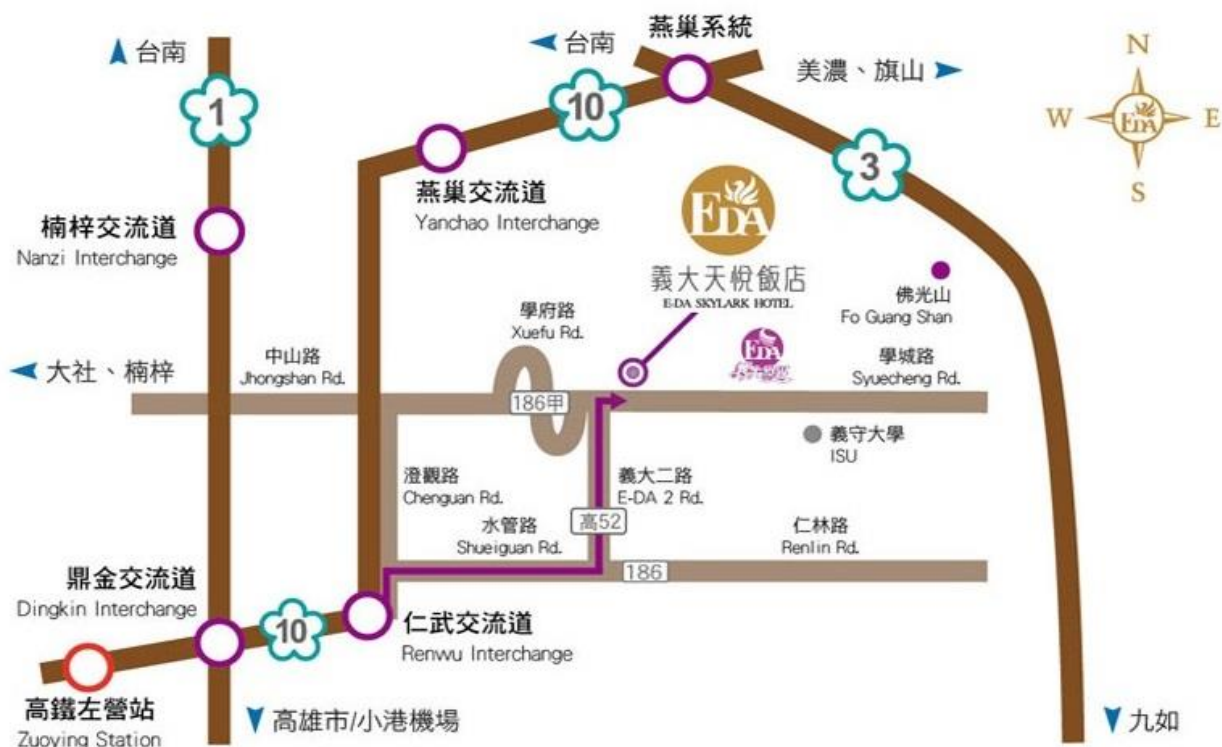 燕巢系統
台南
台南
美濃、旗山
N
W
EDA
E
S
1
10
3
楠梓交流道
Nanzi Interchange
燕巢交流道
Yanchao Interchange
EDA
義大天悅飯店
E-DA SKYLARK HOTEL
佛光山
Fo Guang Shan
學府路
Xuefu Rd.
EDA
大社、楠梓
中山路
Jhongshan Rd.
學城路
Syuecheng Rd.
186甲
義守大學
ISU
澄觀路
Chenguan Rd.
義大二路
E-DA 2 Rd.
水管路
Shueiguan Rd.
高52
仁林路
Renlin Rd.
186
鼎金交流道
Dingkin Interchange
10
仁武交流道
Renwu Interchange
高鐵左營站
Zuoying Station
高雄市/小港機場
九如